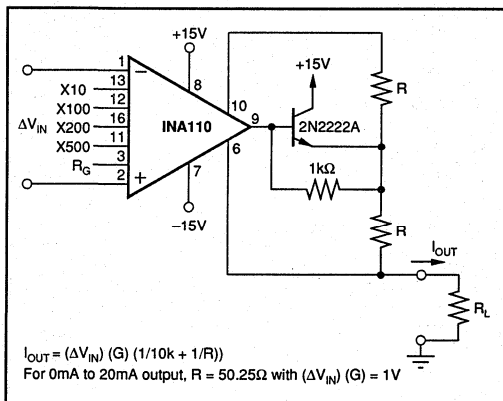 +15V
1
−
8
13
X10
12
X100
10
+15V
R
ΔV_IN
16
X200
INA110
9
2N2222A
11
X500
6
3
R_G
1kΩ
2
+
7
−15V
R
I_OUT
R_L
I_OUT = (ΔV_IN) (G) (1/10k + 1/R))
For 0mA to 20mA output, R = 50.25Ω with (ΔV_IN) (G) = 1V